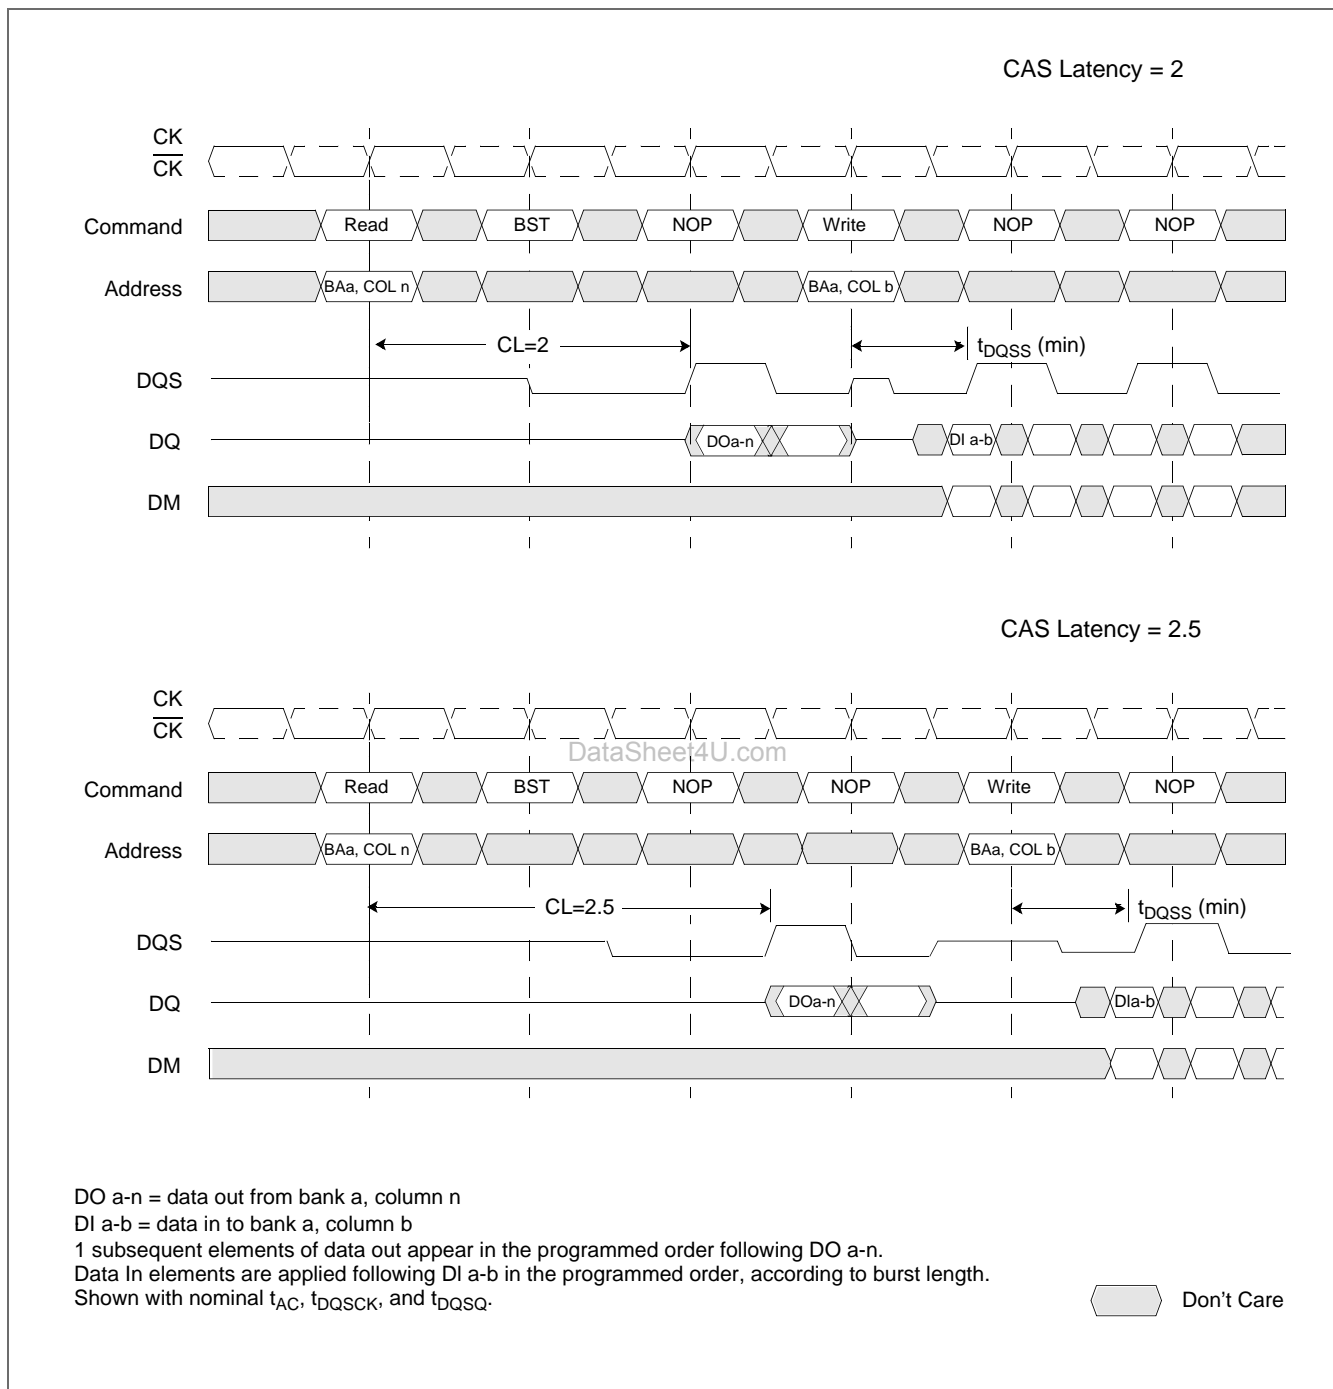 CAS Latency = 2
CK
CK
Command Read BST NOP Write NOP NOP
Address BAa, COL n BAa, COL b
CL=2 tDQSS (min)
DQS
DQ DOa-n DI a-b
DM
CAS Latency = 2.5
CK
CK
DataSheet4U.com
Command Read BST NOP NOP Write NOP
Address BAa, COL n BAa, COL b
CL=2.5 tDQSS (min)
DQS
DQ DOa-n DIa-b
DM
DO a-n = data out from bank a, column n
DI a-b = data in to bank a, column b
1 subsequent elements of data out appear in the programmed order following DO a-n.
Data In elements are applied following DI a-b in the programmed order, according to burst length.
Shown with nominal tAC, tDQSCK, and tDQSQ.
Don't Care